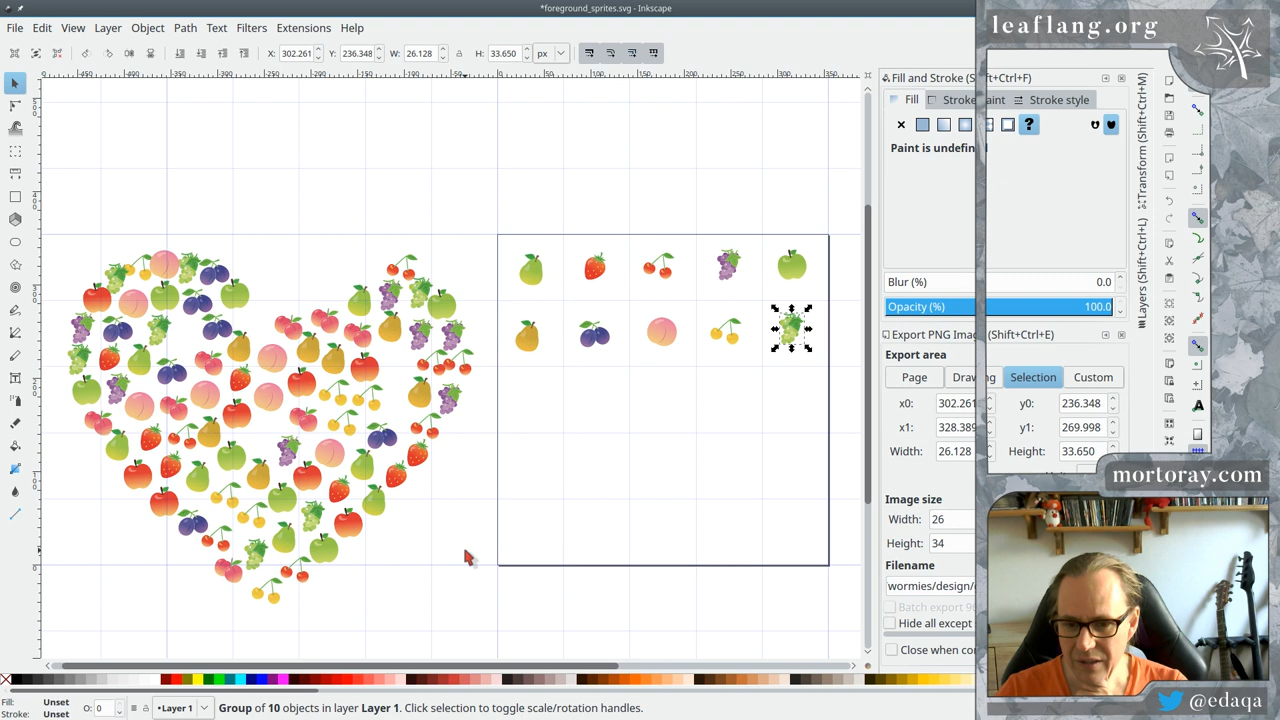 *foreground_sprites.svg - Inkscape
File Edit View Layer Object Path Text Filters Extensions Help
X: 302.261 Y: 236.348 W: 26.128 H: 33.650 px
Fill and Stroke (Shift+Ctrl+F)
Fill Stroke paint Stroke style
Paint is undefin
Blur (%) 0.0
Opacity (%) 100.0
Export PNG Image (Shift+Ctrl+E)
Export area
Page Drawing Selection Custom
x0: 302.261 y0: 236.348
x1: 328.389 y1: 269.998
Width: 26.128 Height: 33.650
Image size
Width: 26
Height: 34
Filename
wormies/design/
Batch export
Hide all except
Close when co
Transform (Shift+Ctrl+M)
Layers (Shift+Ctrl+L)
leaflang.org
mortoray.com
@edaqa
Fill: Unset
Stroke: Unset
O: 0
•Layer 1
Group of 10 objects in layer Layer 1. Click selection to toggle scale/rotation handles.